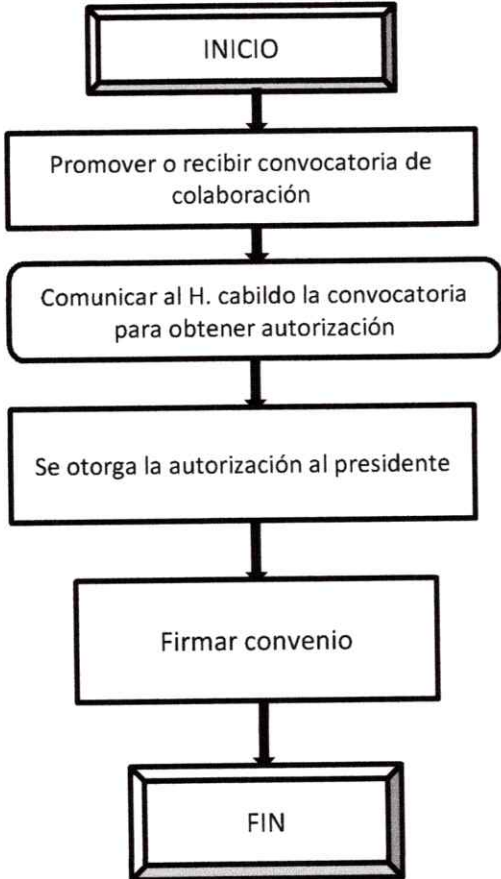 INICIO
Promover o recibir convocatoria de
colaboración
Comunicar al H. cabildo la convocatoria
para obtener autorización
Se otorga la autorización al presidente
Firmar convenio
FIN